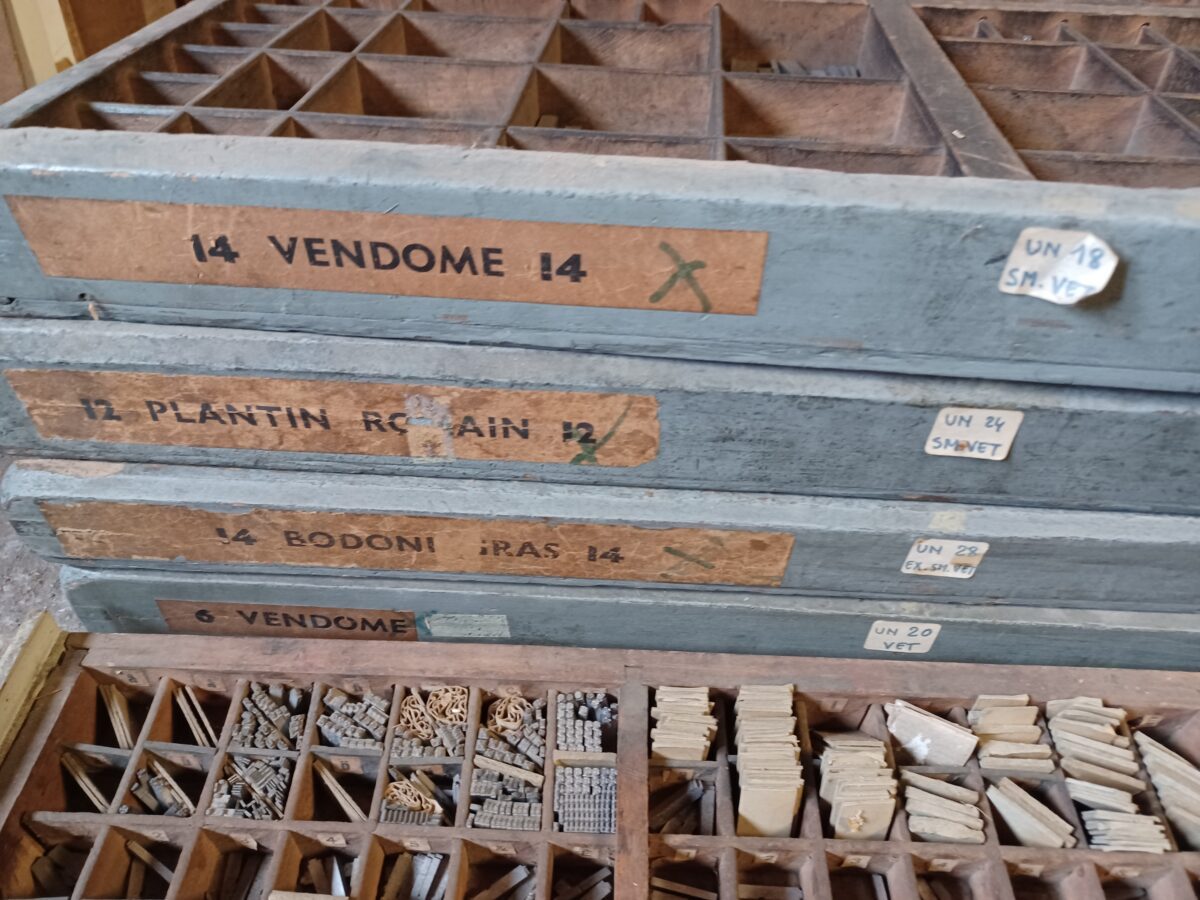 14 VENDOME 14
UN 18
SM. VET
12 PLANTIN AIN 12
UN 24
SM.VET
14 BODONI 14
UN 28
EX.SM.VET
6 VENDOME
UN 20
VET